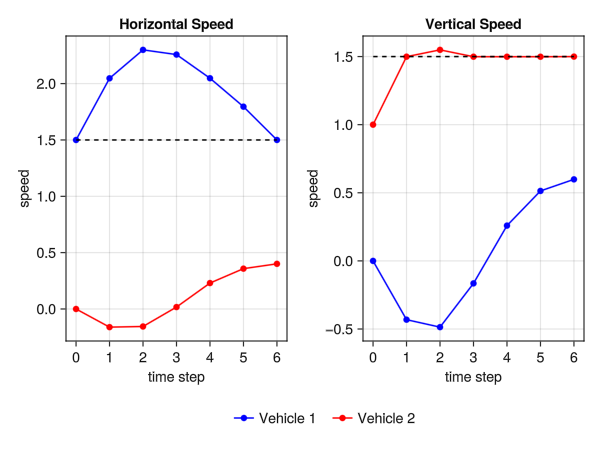 Horizontal Speed
speed
2.0
1.5
1.0
0.5
0.0
0 1 2 3 4 5 6
time step
Vertical Speed
speed
1.5
1.0
0.5
0.0
−0.5
0 1 2 3 4 5 6
time step
Vehicle 1 Vehicle 2